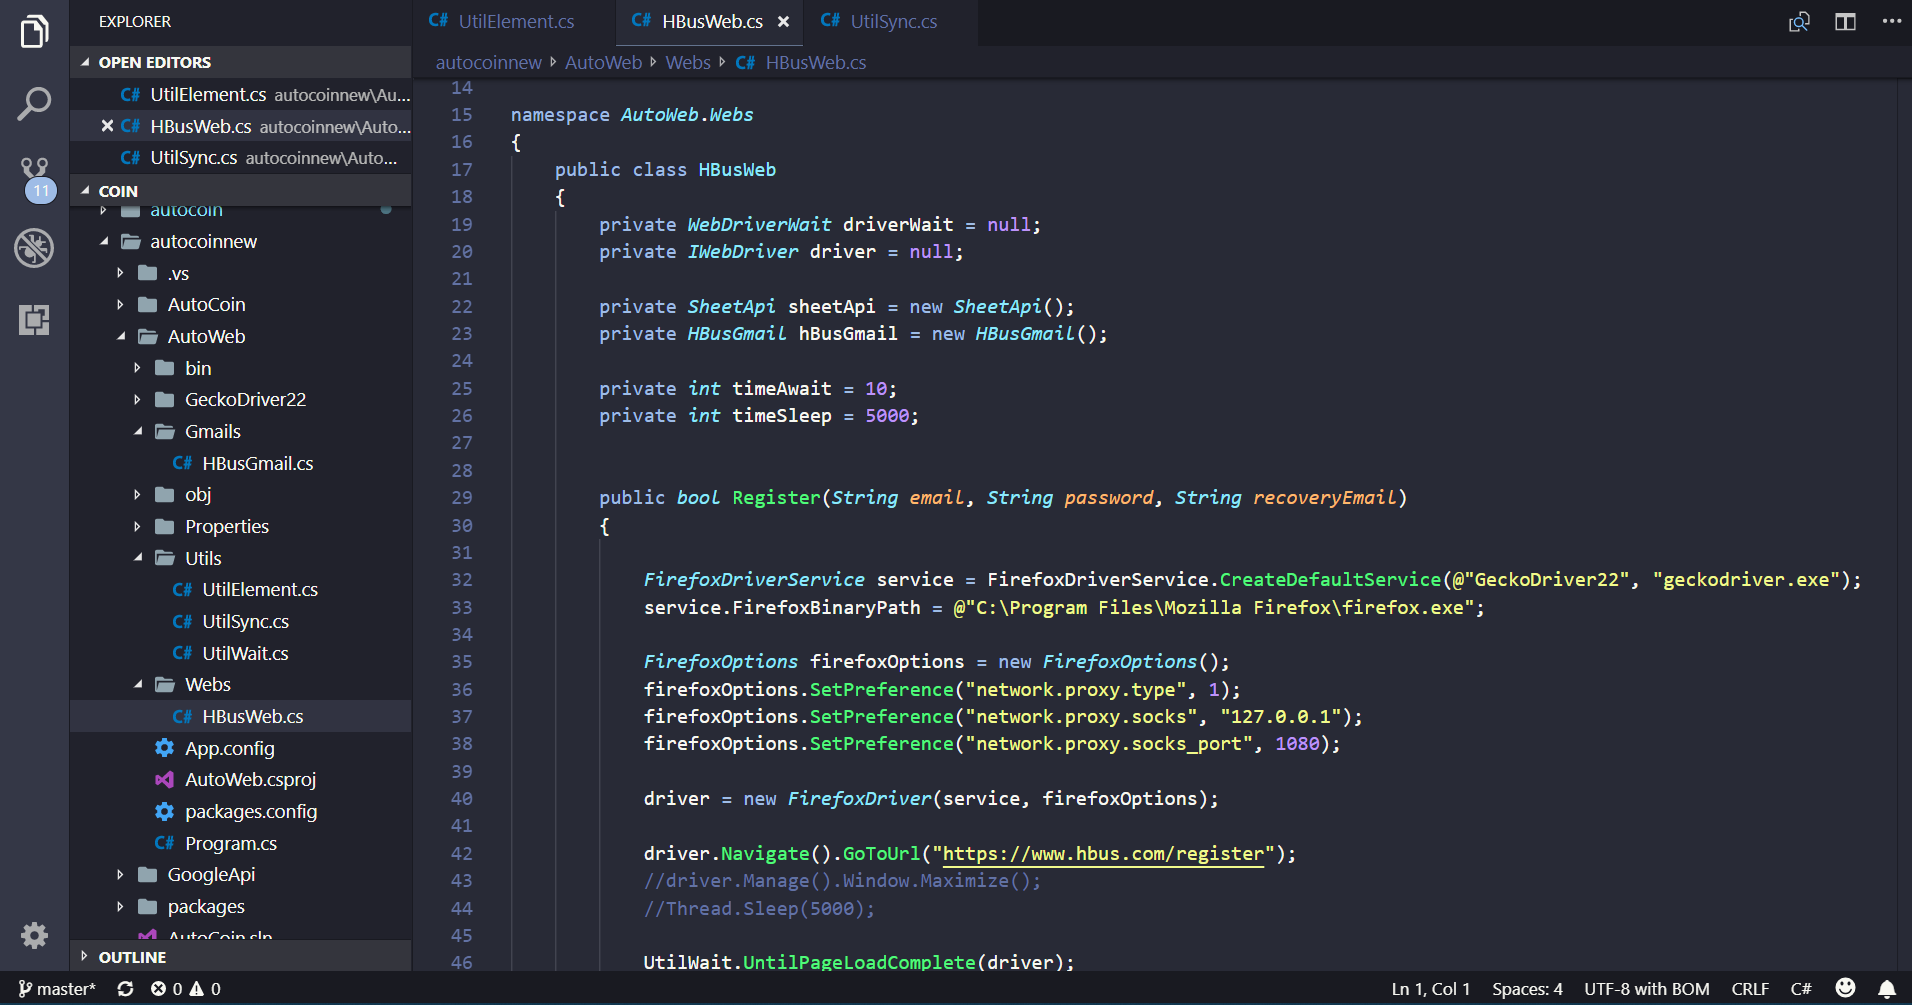 EXPLORER
OPEN EDITORS
C# UtilElement.cs autocoinnew\Au...
C# HBusWeb.cs autocoinnew\Auto...
C# UtilSync.cs autocoinnew\Auto...
11
COIN
autocoin
autocoinnew
.vs
AutoCoin
AutoWeb
bin
GeckoDriver22
Gmails
C# HBusGmail.cs
obj
Properties
Utils
C# UtilElement.cs
C# UtilSync.cs
C# UtilWait.cs
Webs
C# HBusWeb.cs
App.config
AutoWeb.csproj
packages.config
C# Program.cs
GoogleApi
packages
AutoCoin.sln
OUTLINE
C# UtilElement.cs C# HBusWeb.cs C# UtilSync.cs
autocoinnew AutoWeb Webs C# HBusWeb.cs
14
15 namespace AutoWeb.Webs
16 {
17 public class HBusWeb
18 {
19 private WebDriverWait driverWait = null;
20 private IWebDriver driver = null;
21
22 private SheetApi sheetApi = new SheetApi();
23 private HBusGmail hBusGmail = new HBusGmail();
24
25 private int timeAwait = 10;
26 private int timeSleep = 5000;
27
28
29 public bool Register(String email, String password, String recoveryEmail)
30 {
31
32 FirefoxDriverService service = FirefoxDriverService.CreateDefaultService(@"GeckoDriver22", "geckodriver.exe");
33 service.FirefoxBinaryPath = @"C:\Program Files\Mozilla Firefox\firefox.exe";
34
35 FirefoxOptions firefoxOptions = new FirefoxOptions();
36 firefoxOptions.SetPreference("network.proxy.type", 1);
37 firefoxOptions.SetPreference("network.proxy.socks", "127.0.0.1");
38 firefoxOptions.SetPreference("network.proxy.socks_port", 1080);
39
40 driver = new FirefoxDriver(service, firefoxOptions);
41
42 driver.Navigate().GoToUrl("https://www.hbus.com/register");
43 //driver.Manage().Window.Maximize();
44 //Thread.Sleep(5000);
45
46 UtilWait.UntilPageLoadComplete(driver);
master* 0 0 Ln 1, Col 1 Spaces: 4 UTF-8 with BOM CRLF C#